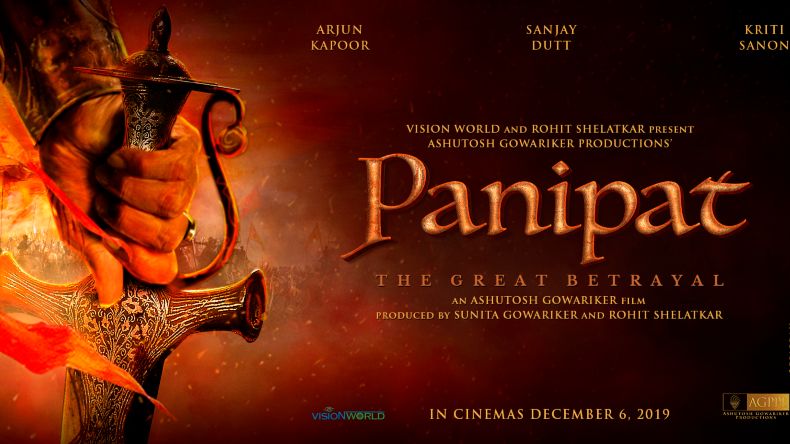 ARJUN
KAPOOR
SANJAY
DUTT
KRITI
SANON
VISION WORLD AND ROHIT SHELATKAR PRESENT
ASHUTOSH GOWARIKER PRODUCTIONS'
Panipat
THE GREAT BETRAYAL
AN ASHUTOSH GOWARIKER FILM
PRODUCED BY SUNITA GOWARIKER AND ROHIT SHELATKAR
VISIONWORLD
IN CINEMAS DECEMBER 6, 2019
AGPPL
ASHUTOSH GOWARIKER
PRODUCTIONS